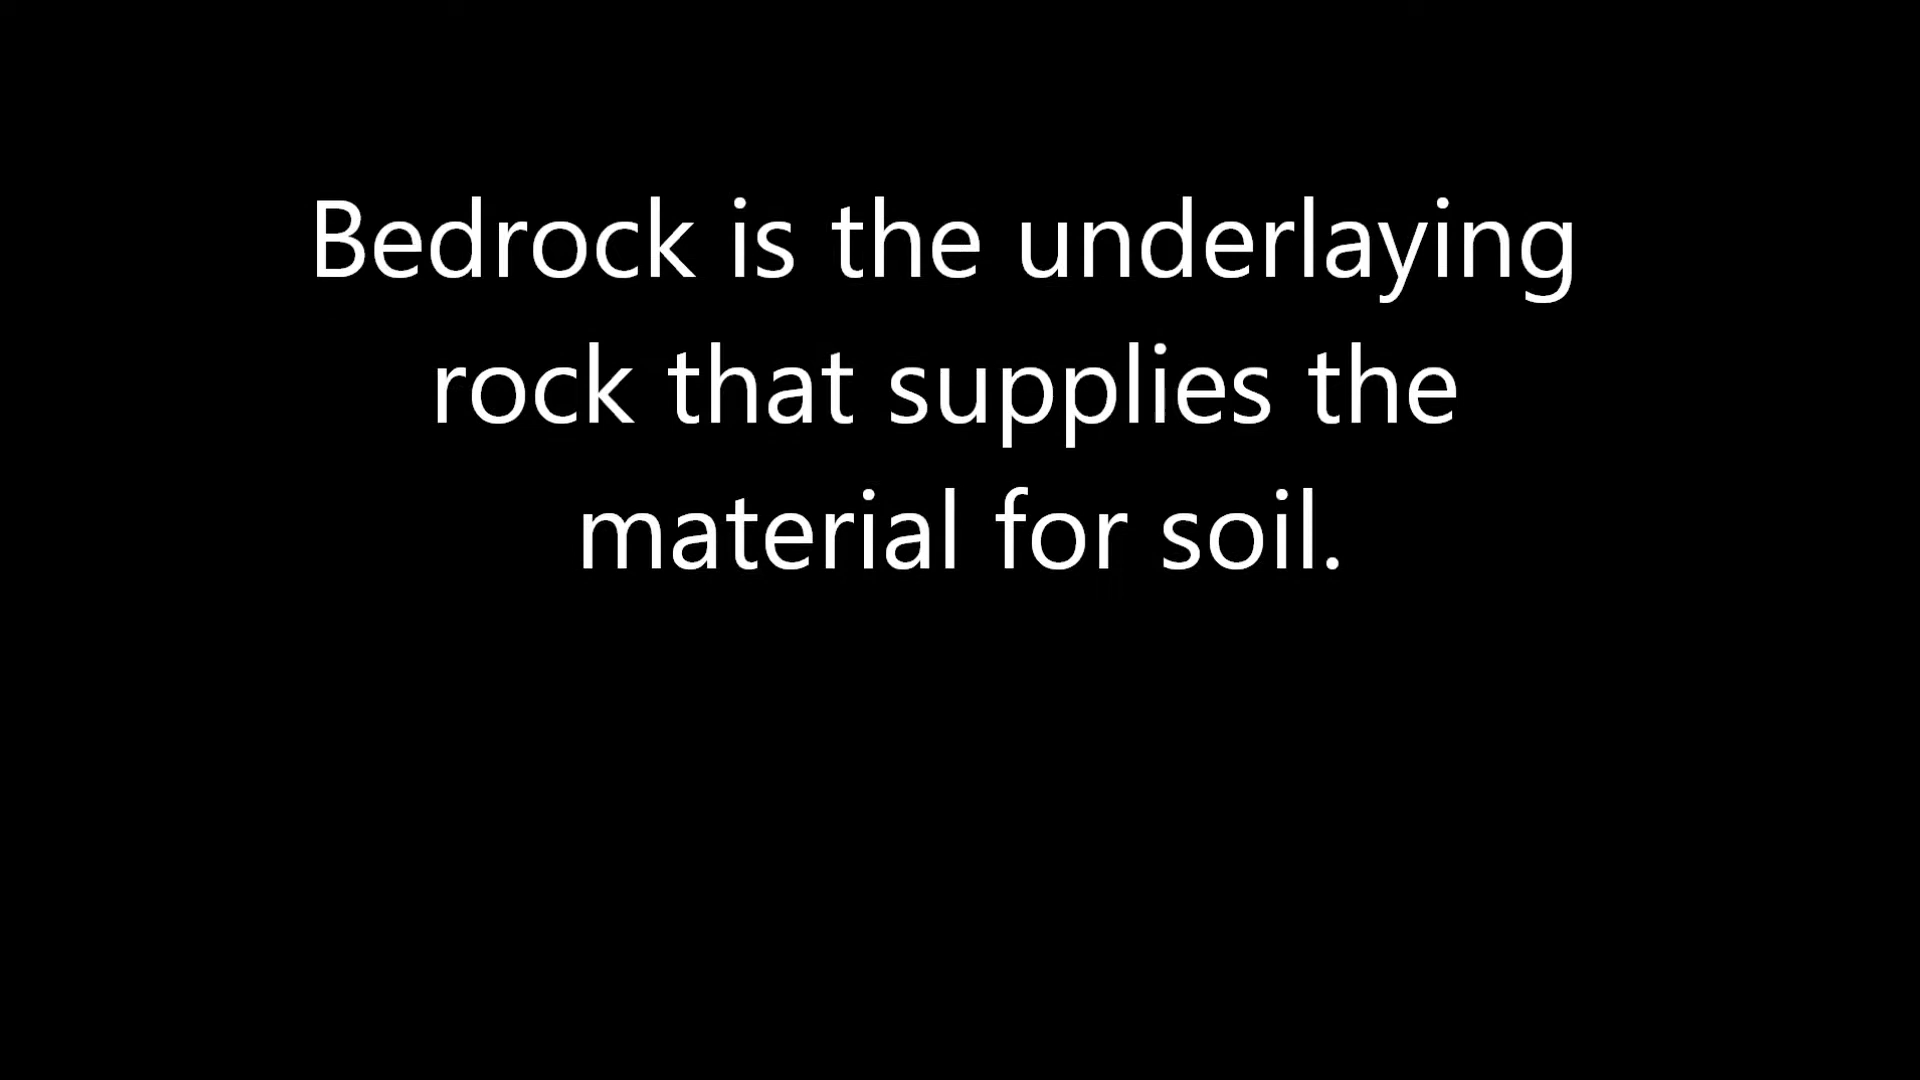 Bedrock is the underlaying
rock that supplies the
material for soil.